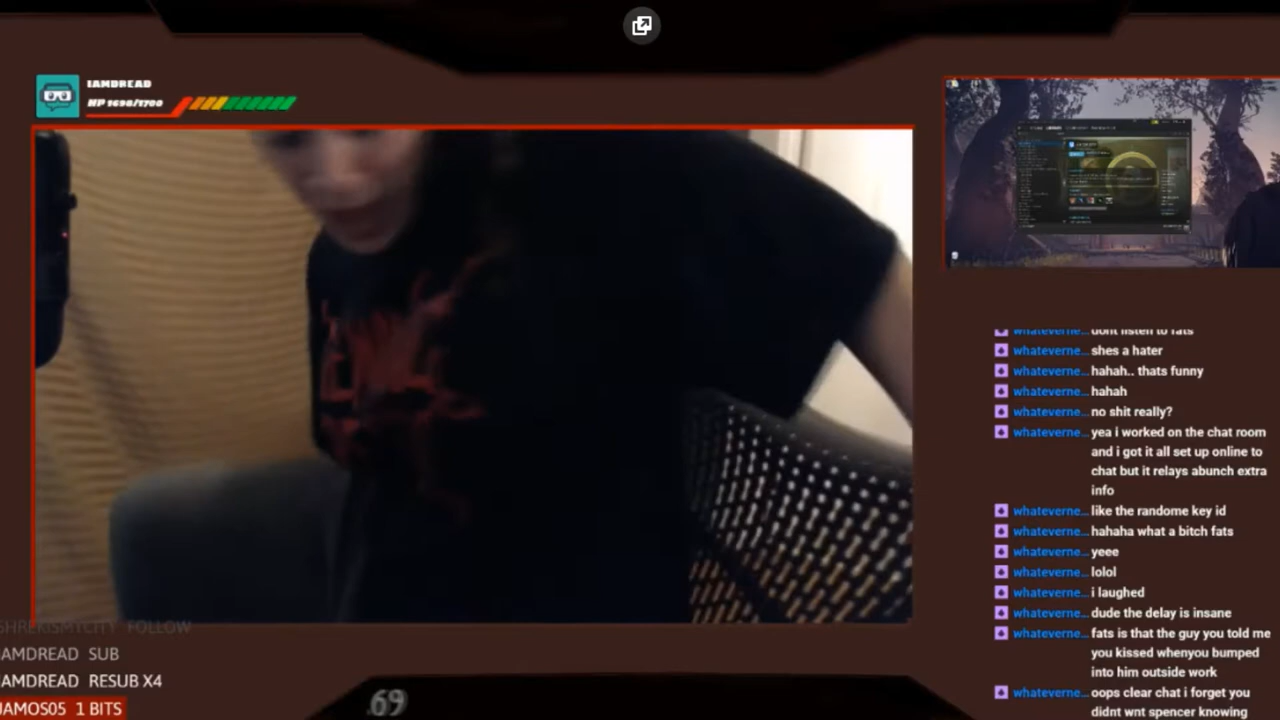 IAMDREAD
HP 1690/1700
dont listen to fats
whateverne... shes a hater
whateverne... hahah.. thats funny
whateverne... hahah
whateverne... no shit really?
whateverne... yea i worked on the chat room
and i got it all set up online to
chat but it relays abunch extra
info
whateverne... like the randome key id
whateverne... hahaha what a bitch fats
whateverne... yeee
whateverne... lolol
whateverne... i laughed
whateverne... dude the delay is insane
whateverne... fats is that the guy you told me
you kissed whenyou bumped
into him outside work
whateverne... oops clear chat i forget you
didnt wnt spencer knowing
SHREKISMYCITY FOLLOW
AMDREAD SUB
AMDREAD RESUB X4
JAMOS05 1 BITS
.69